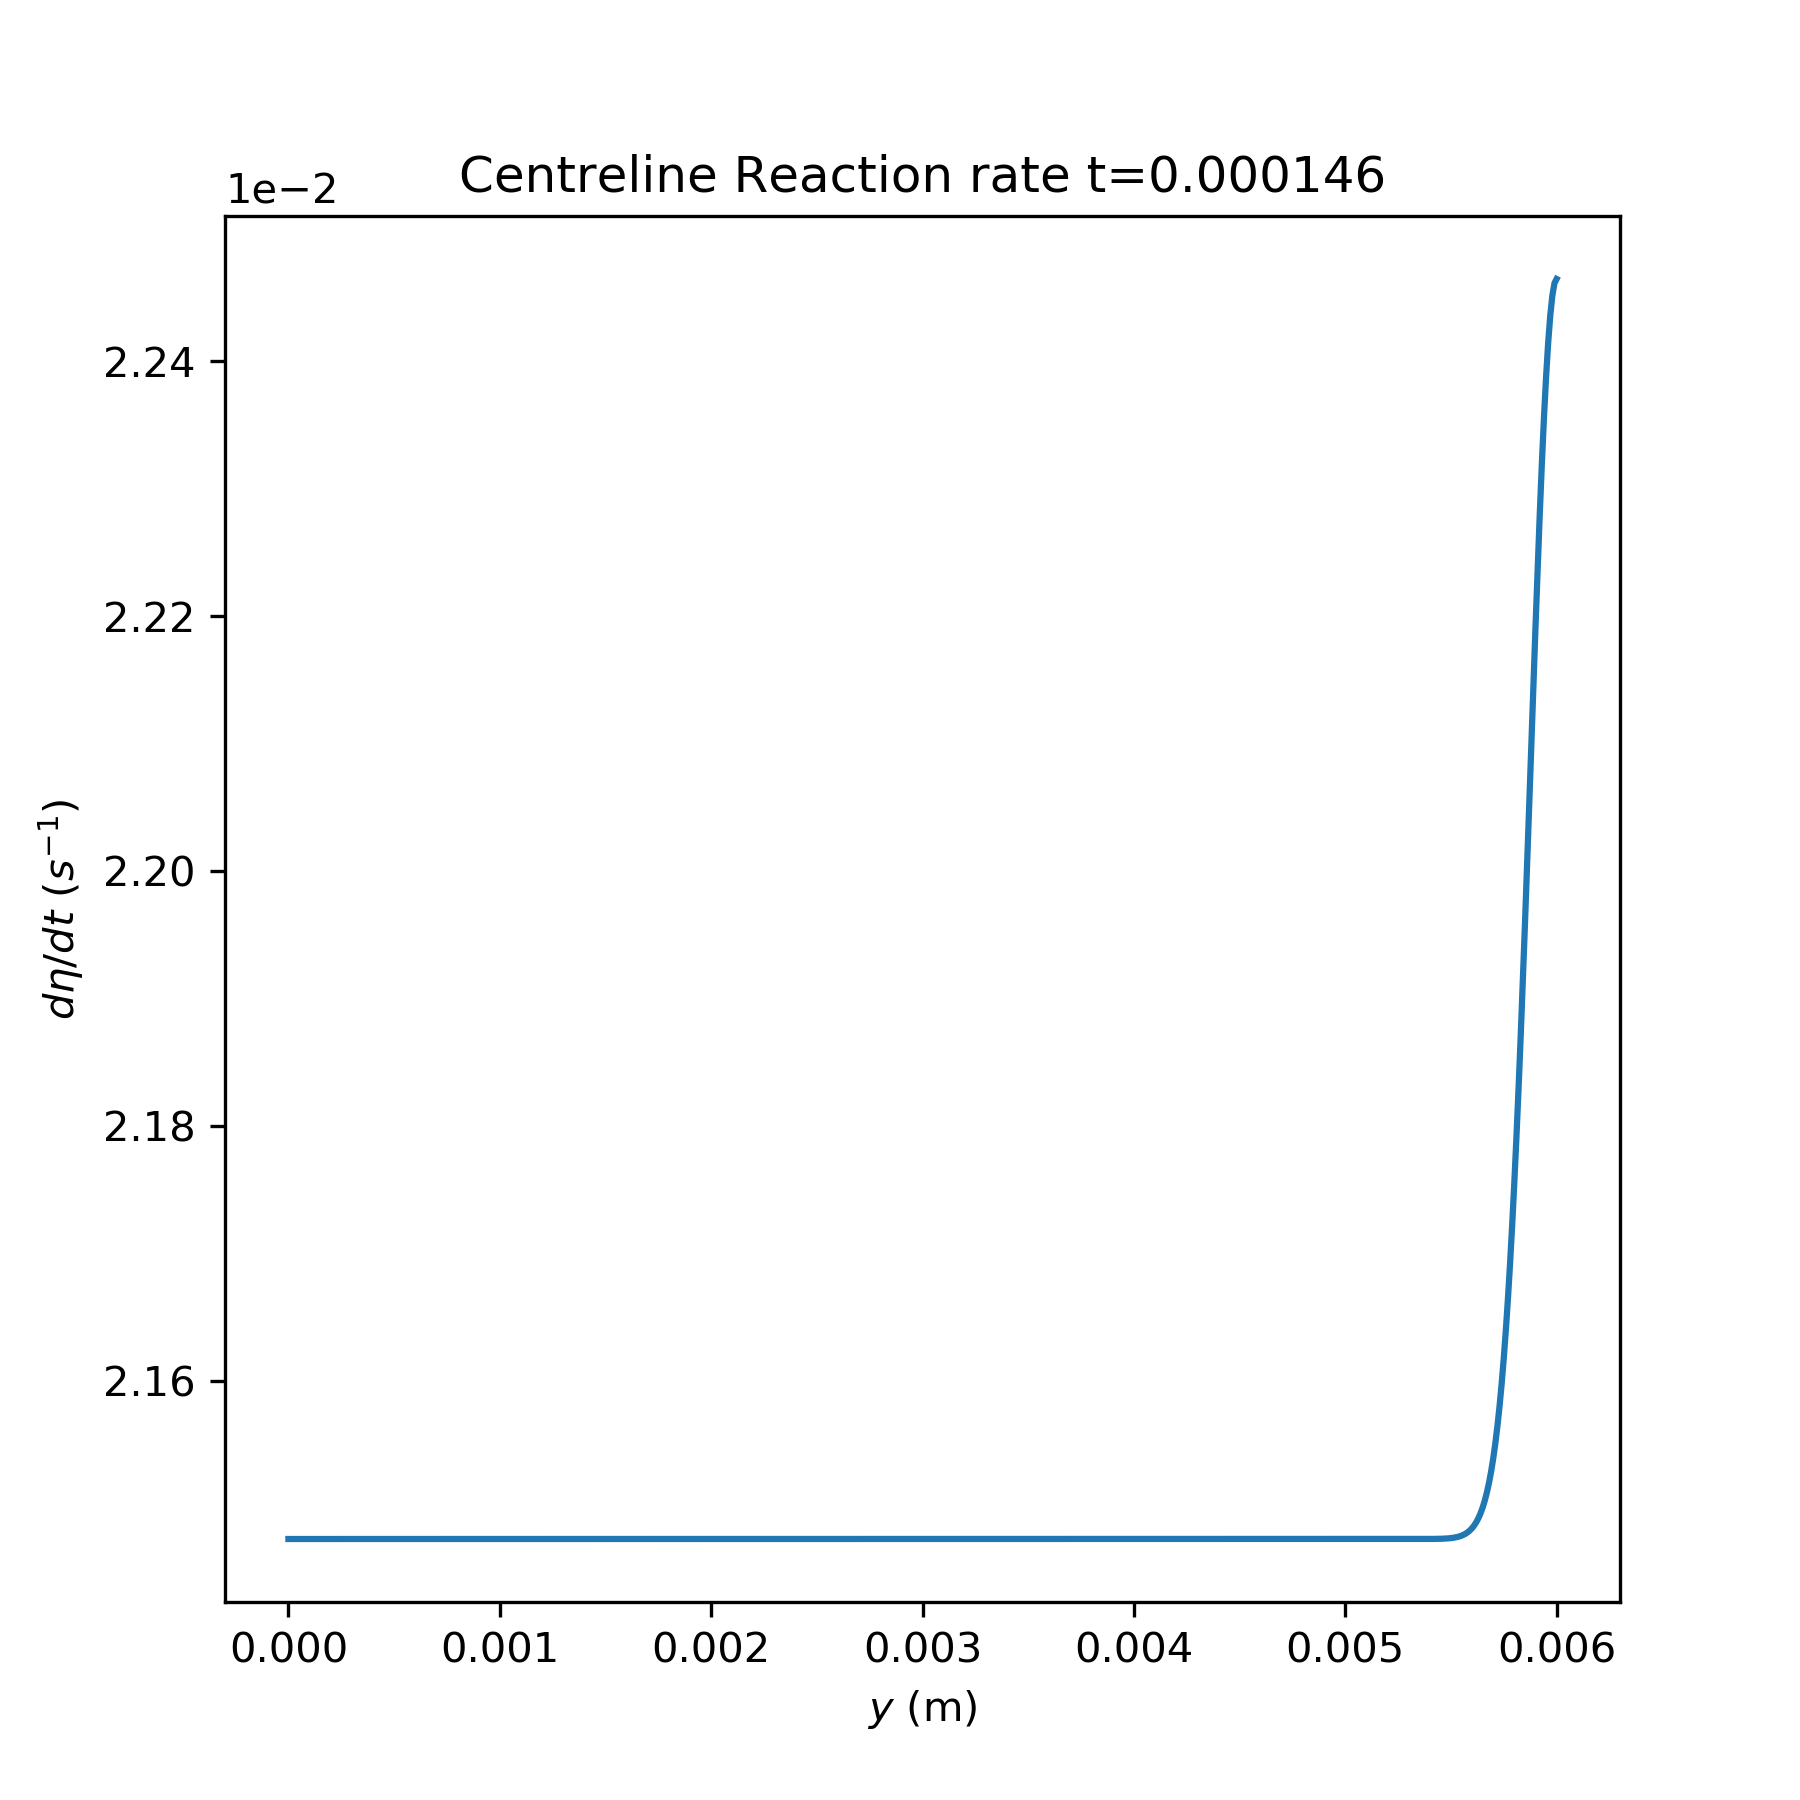 Centreline Reaction rate t=0.000146
1e−2
2.24
2.22
2.20
2.18
2.16
dη/dt (s⁻¹)
0.000 0.001 0.002 0.003 0.004 0.005 0.006
y (m)